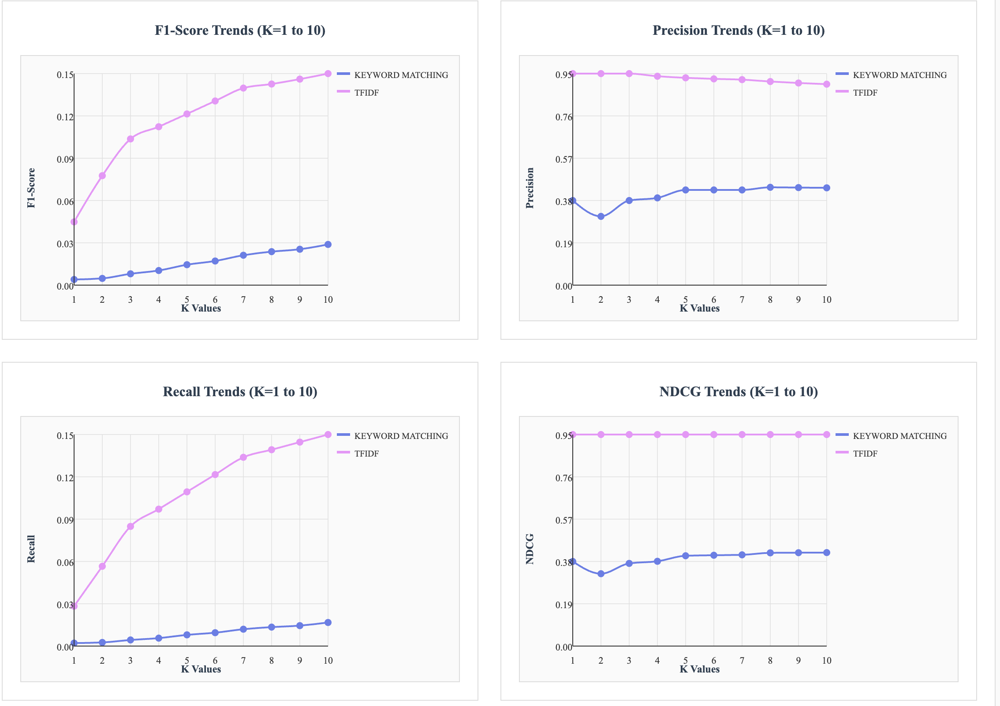 F1-Score Trends (K=1 to 10)
0.15
0.12
0.09
0.06
0.03
0.00
F1-Score
1 2 3 4 5 6 7 8 9 10
K Values
KEYWORD MATCHING
TFIDF
Precision Trends (K=1 to 10)
0.95
0.76
0.57
0.38
0.19
0.00
Precision
1 2 3 4 5 6 7 8 9 10
K Values
KEYWORD MATCHING
TFIDF
Recall Trends (K=1 to 10)
0.15
0.12
0.09
0.06
0.03
0.00
Recall
1 2 3 4 5 6 7 8 9 10
K Values
KEYWORD MATCHING
TFIDF
NDCG Trends (K=1 to 10)
0.95
0.76
0.57
0.38
0.19
0.00
NDCG
1 2 3 4 5 6 7 8 9 10
K Values
KEYWORD MATCHING
TFIDF